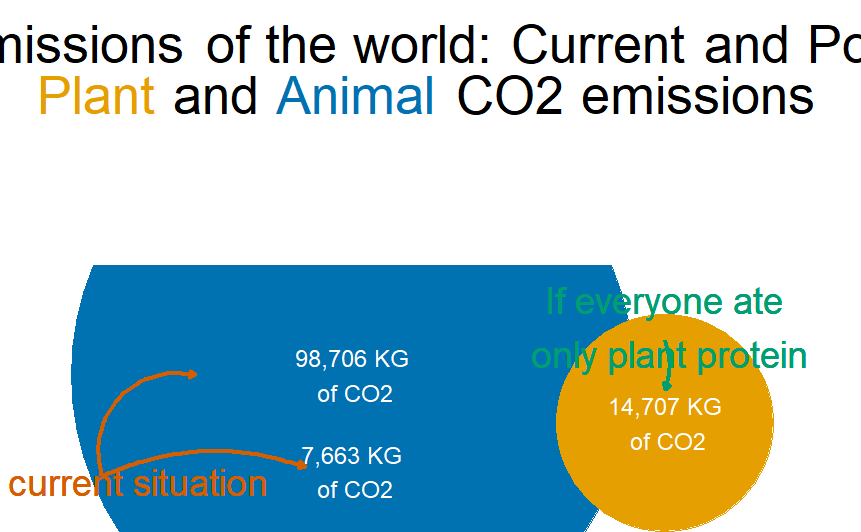 missions of the world: Current and Po
Plant and Animal CO2 emissions
If everyone ate
only plant protein
98,706 KG
of CO2
14,707 KG
of CO2
7,663 KG
of CO2
current situation